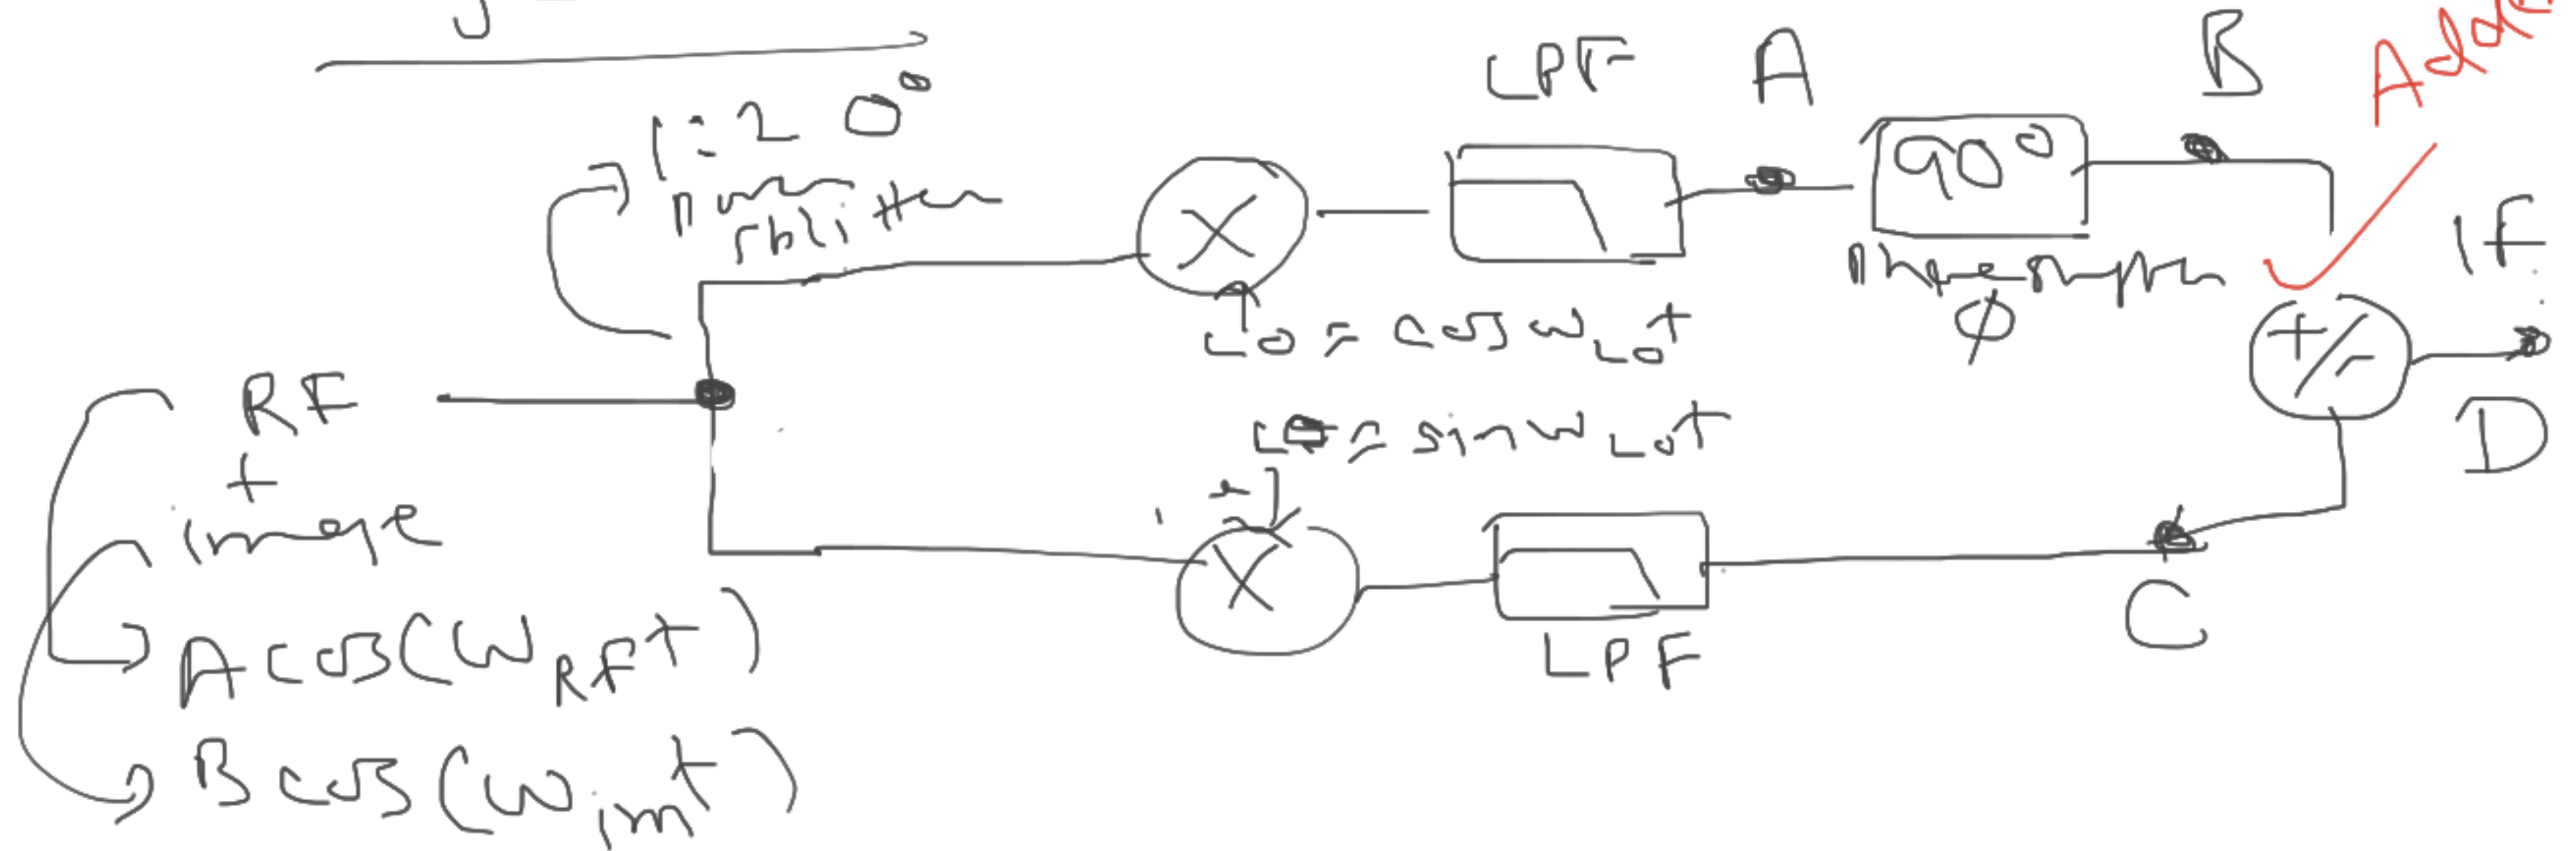 1:2 0°
power
splitter
LPF
A
90°
B
Adder
phase shifter
ϕ
IF
+/-
D
X
LO = cos ω_LO t
RF
+
image
LO = sin ω_LO t
X
LPF
C
A cos(ω_RF t)
B cos(ω_im t)